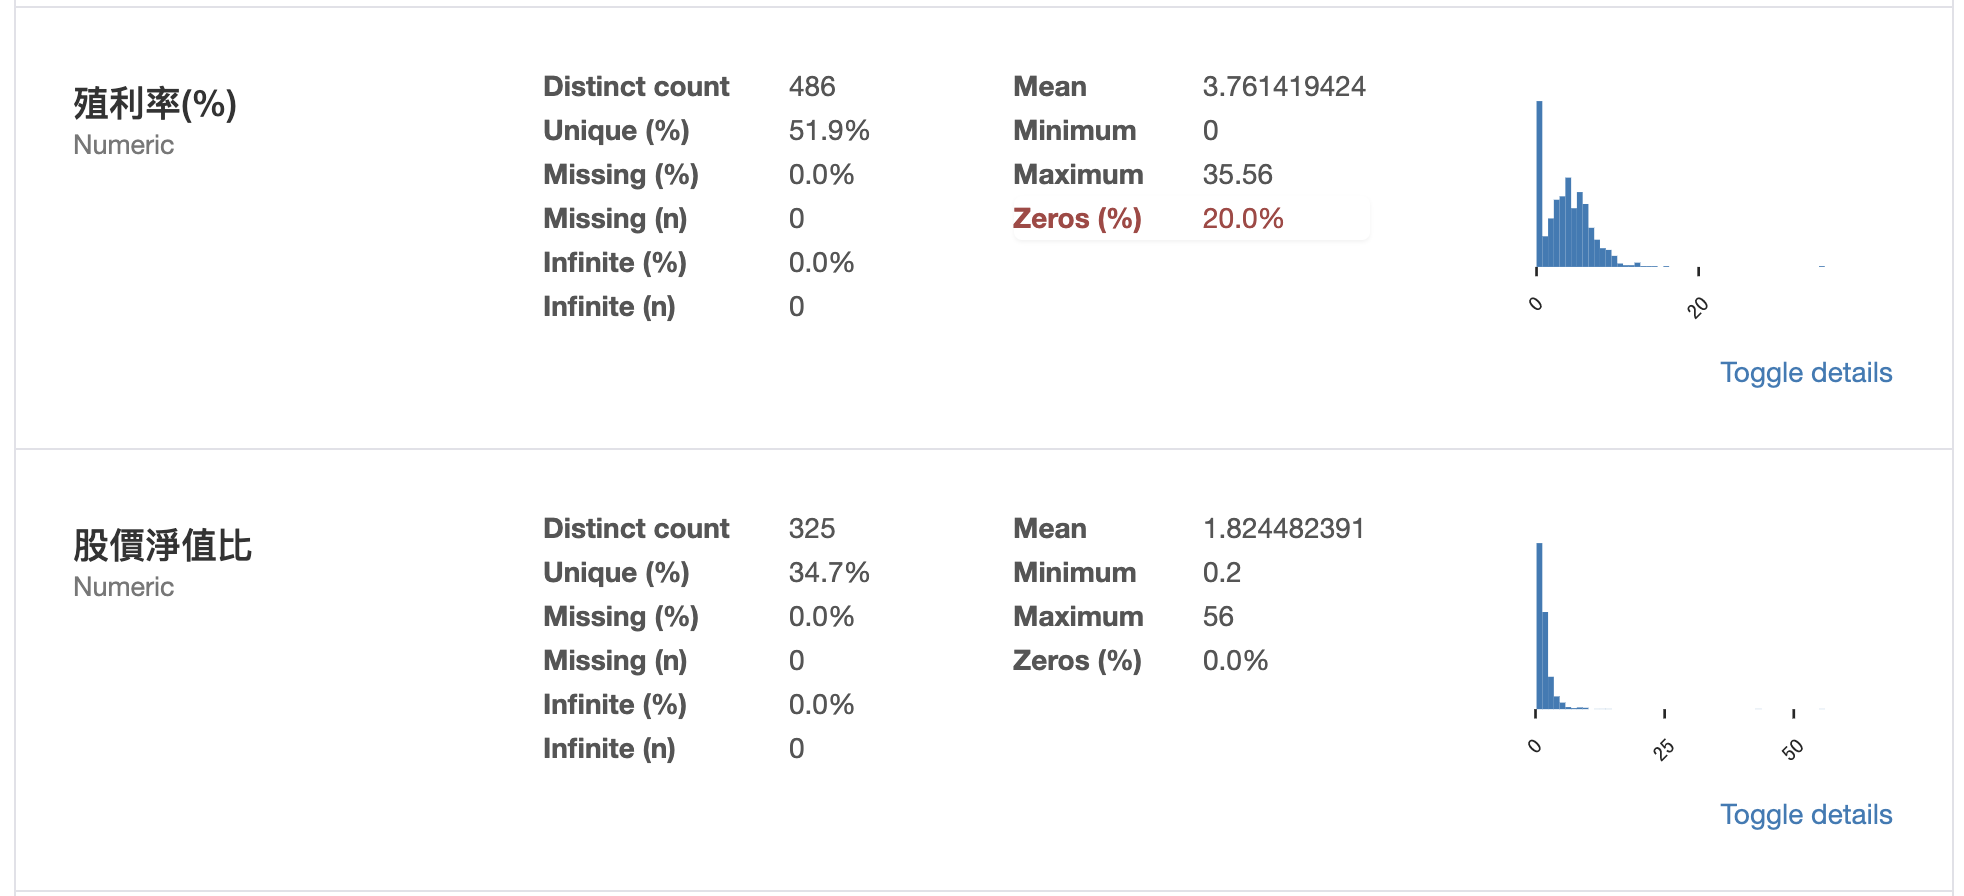 殖利率(%)
Numeric
Distinct count 486
Unique (%) 51.9%
Missing (%) 0.0%
Missing (n) 0
Infinite (%) 0.0%
Infinite (n) 0
Mean 3.761419424
Minimum 0
Maximum 35.56
Zeros (%) 20.0%
0 20
Toggle details
股價淨值比
Numeric
Distinct count 325
Unique (%) 34.7%
Missing (%) 0.0%
Missing (n) 0
Infinite (%) 0.0%
Infinite (n) 0
Mean 1.824482391
Minimum 0.2
Maximum 56
Zeros (%) 0.0%
0 25 50
Toggle details